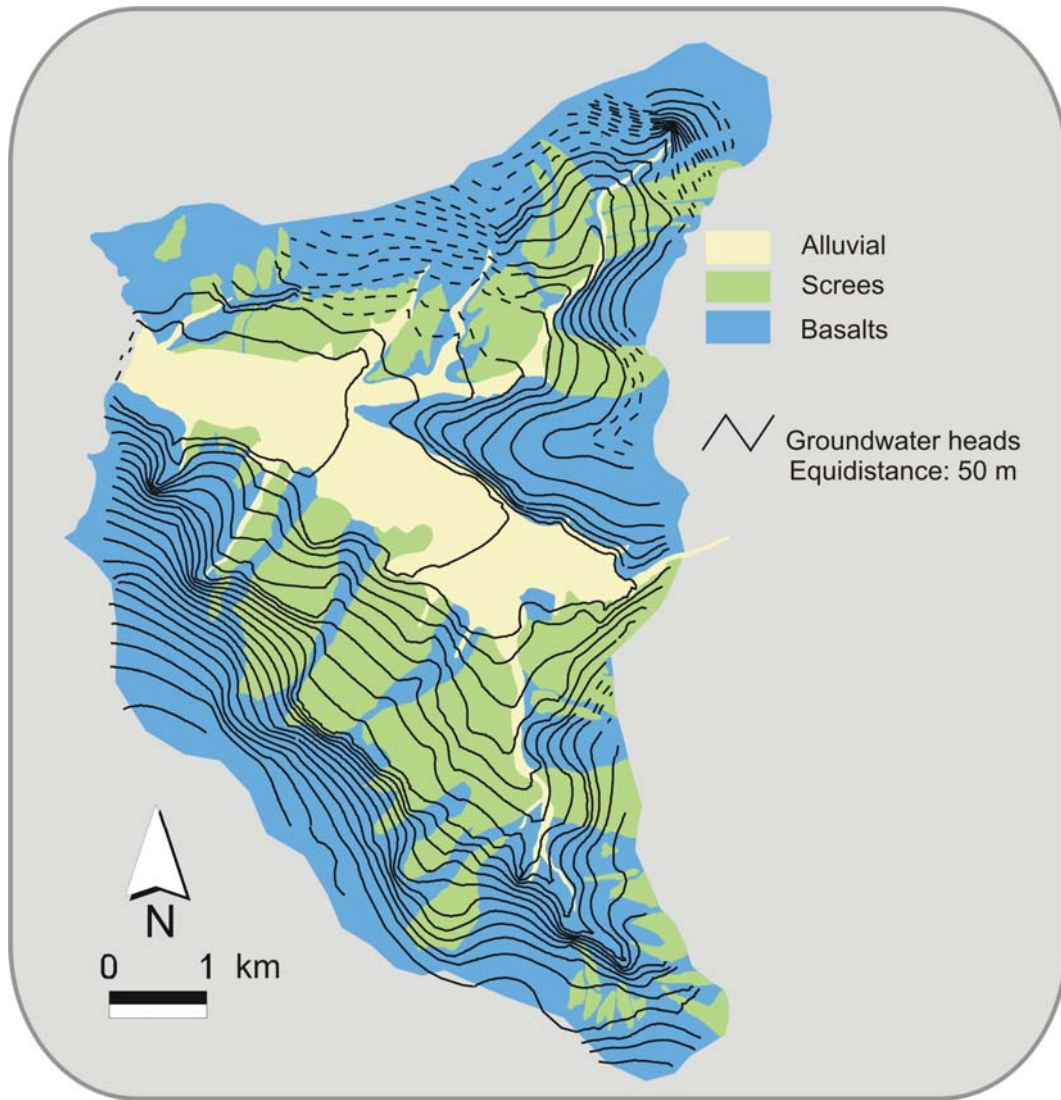 Alluvial
Screes
Basalts
Groundwater heads
Equidistance: 50 m
N
0 1 km